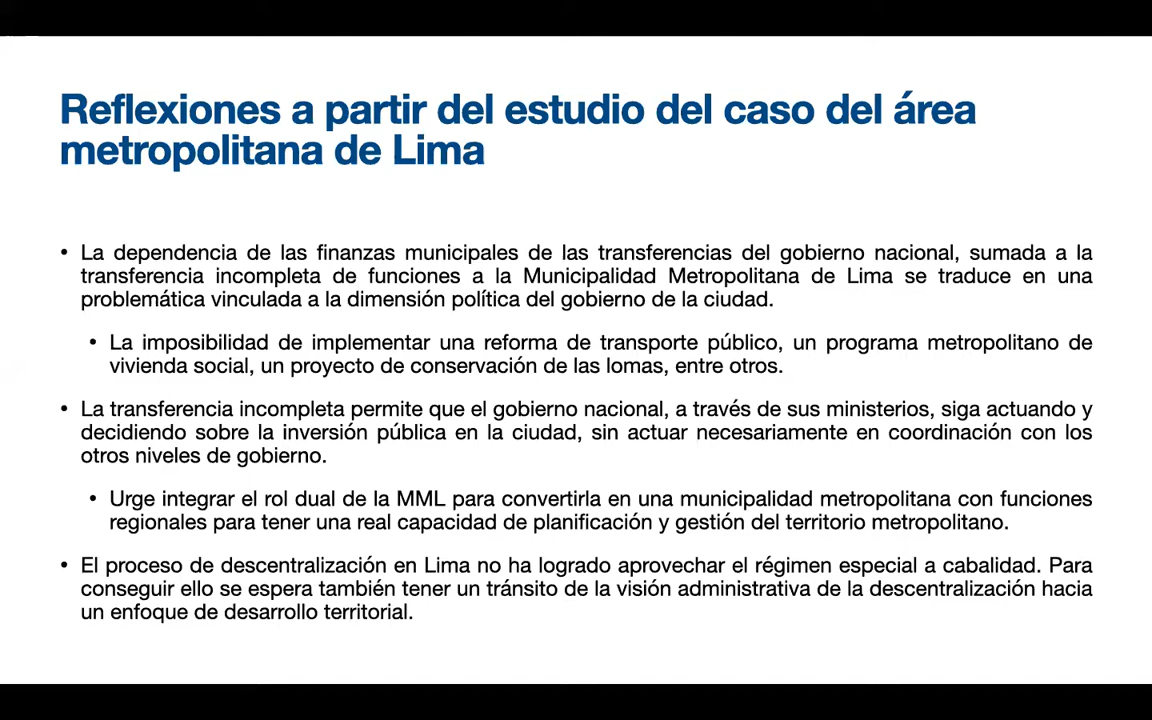 Reflexiones a partir del estudio del caso del área
metropolitana de Lima
• La dependencia de las finanzas municipales de las transferencias del gobierno nacional, sumada a la
transferencia incompleta de funciones a la Municipalidad Metropolitana de Lima se traduce en una
problemática vinculada a la dimensión política del gobierno de la ciudad.
• La imposibilidad de implementar una reforma de transporte público, un programa metropolitano de
vivienda social, un proyecto de conservación de las lomas, entre otros.
• La transferencia incompleta permite que el gobierno nacional, a través de sus ministerios, siga actuando y
decidiendo sobre la inversión pública en la ciudad, sin actuar necesariamente en coordinación con los
otros niveles de gobierno.
• Urge integrar el rol dual de la MML para convertirla en una municipalidad metropolitana con funciones
regionales para tener una real capacidad de planificación y gestión del territorio metropolitano.
• El proceso de descentralización en Lima no ha logrado aprovechar el régimen especial a cabalidad. Para
conseguir ello se espera también tener un tránsito de la visión administrativa de la descentralización hacia
un enfoque de desarrollo territorial.